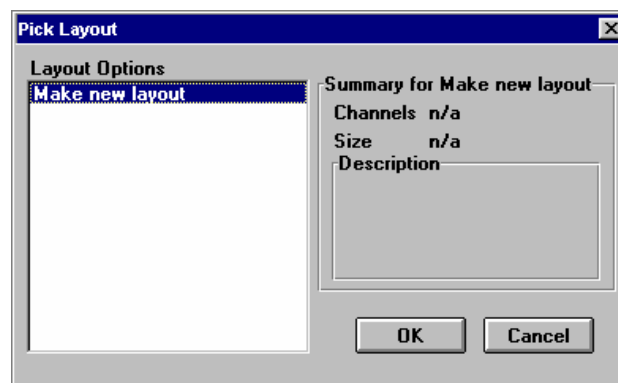 Pick Layout
Layout Options
Make new layout
Summary for Make new layout
Channels n/a
Size n/a
Description
OK
Cancel